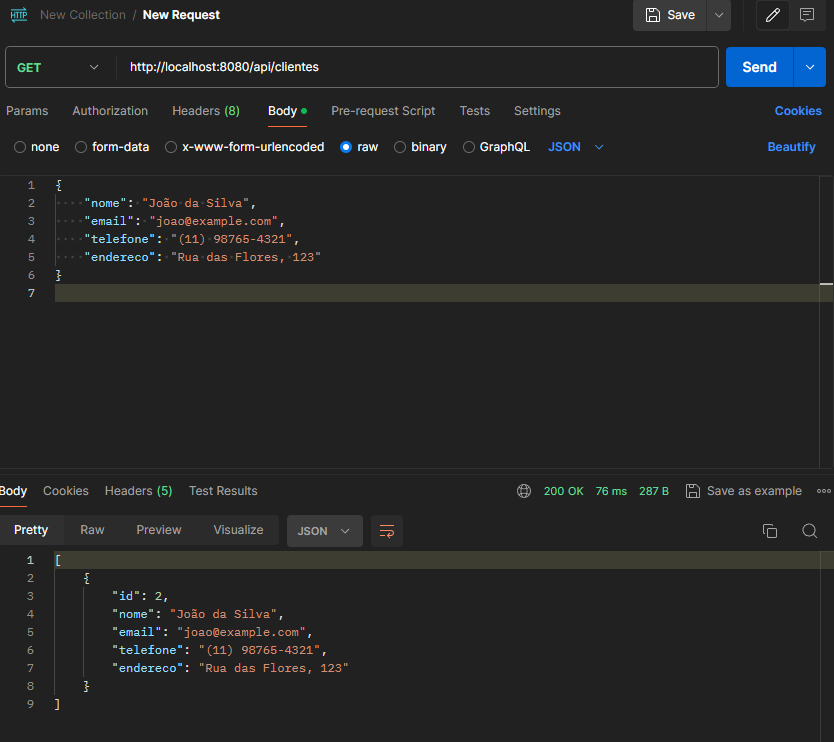 HTTP New Collection / New Request Save
GET http://localhost:8080/api/clientes Send
Params Authorization Headers (8) Body Pre-request Script Tests Settings Cookies
none form-data x-www-form-urlencoded raw binary GraphQL JSON Beautify
1 {
2 "nome": "João da Silva",
3 "email": "joao@example.com",
4 "telefone": "(11) 98765-4321",
5 "endereco": "Rua das Flores, 123"
6 }
7
Body Cookies Headers (5) Test Results 200 OK 76 ms 287 B Save as example
Pretty Raw Preview Visualize JSON
1 [
2 {
3 "id": 2,
4 "nome": "João da Silva",
5 "email": "joao@example.com",
6 "telefone": "(11) 98765-4321",
7 "endereco": "Rua das Flores, 123"
8 }
9 ]